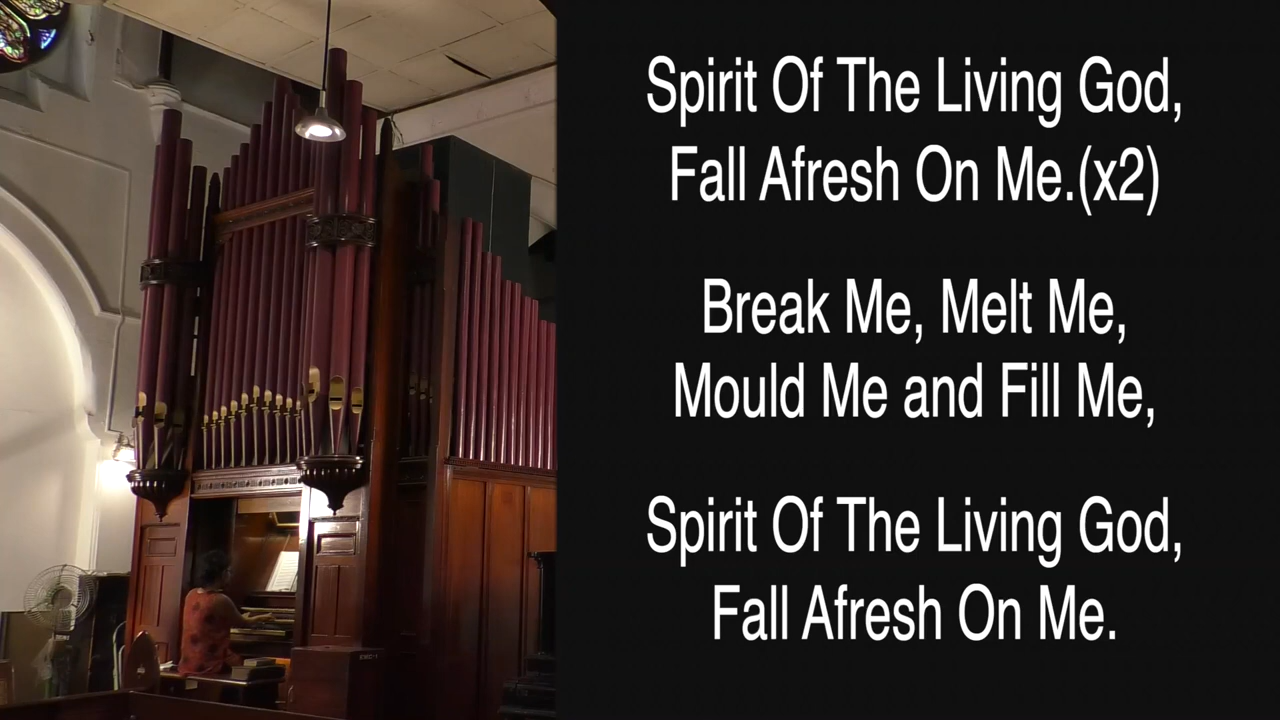 Spirit Of The Living God,
Fall Afresh On Me.(x2)
Break Me, Melt Me,
Mould Me and Fill Me,
Spirit Of The Living God,
Fall Afresh On Me.